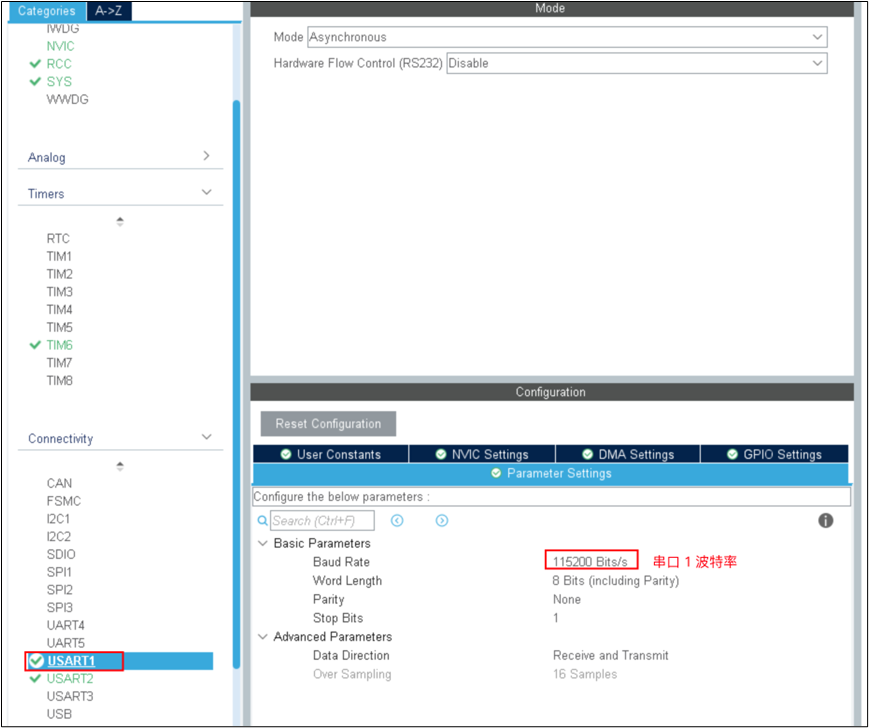 Categories A->Z
IWDG
NVIC
RCC
SYS
WWDG
Analog
Timers
RTC
TIM1
TIM2
TIM3
TIM4
TIM5
TIM6
TIM7
TIM8
Connectivity
CAN
FSMC
I2C1
I2C2
SDIO
SPI1
SPI2
SPI3
UART4
UART5
USART1
USART2
USART3
USB
Mode
Mode Asynchronous
Hardware Flow Control (RS232) Disable
Configuration
Reset Configuration
User Constants NVIC Settings DMA Settings GPIO Settings
Parameter Settings
Configure the below parameters :
Search (Ctrl+F)
Basic Parameters
Baud Rate 115200 Bits/s 串口 1 波特率
Word Length 8 Bits (including Parity)
Parity None
Stop Bits 1
Advanced Parameters
Data Direction Receive and Transmit
Over Sampling 16 Samples